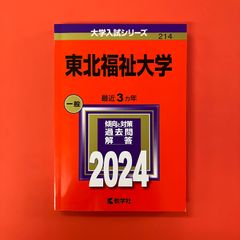 大学入試シリーズ
214
東北福祉大学
一般
最近3カ年
傾向と対策
過去問
解答
2024
教学社